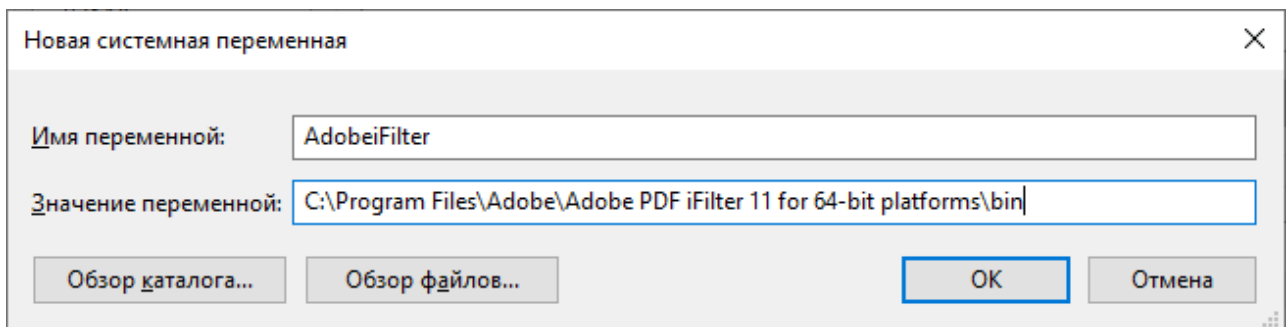 Новая системная переменная
Имя переменной: AdobeiFilter
Значение переменной: C:\Program Files\Adobe\Adobe PDF iFilter 11 for 64-bit platforms\bin
Обзор каталога... Обзор файлов... OK Отмена